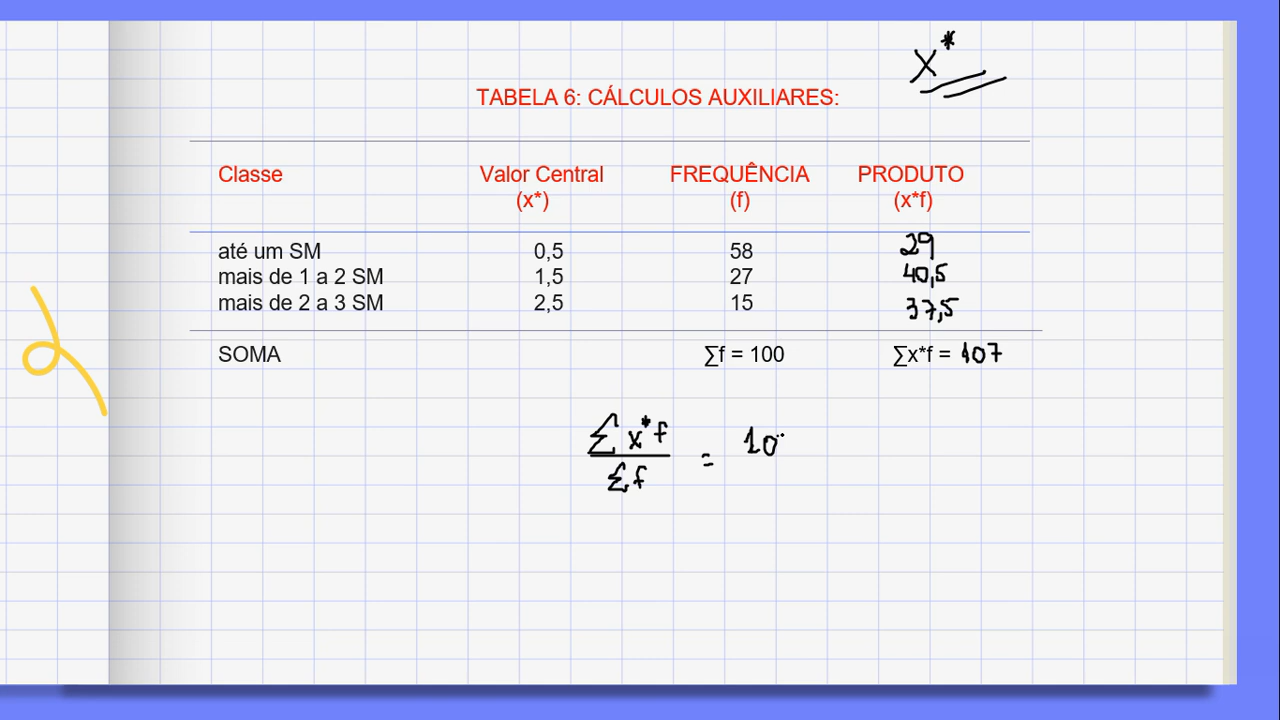 x*
TABELA 6: CÁLCULOS AUXILIARES:
Classe Valor Central (x*) FREQUÊNCIA (f) PRODUTO (x*f)
até um SM 0,5 58 29
mais de 1 a 2 SM 1,5 27 40,5
mais de 2 a 3 SM 2,5 15 37,5
SOMA ∑f = 100 ∑x*f = 107
∑ x*f
= 10
∑ f